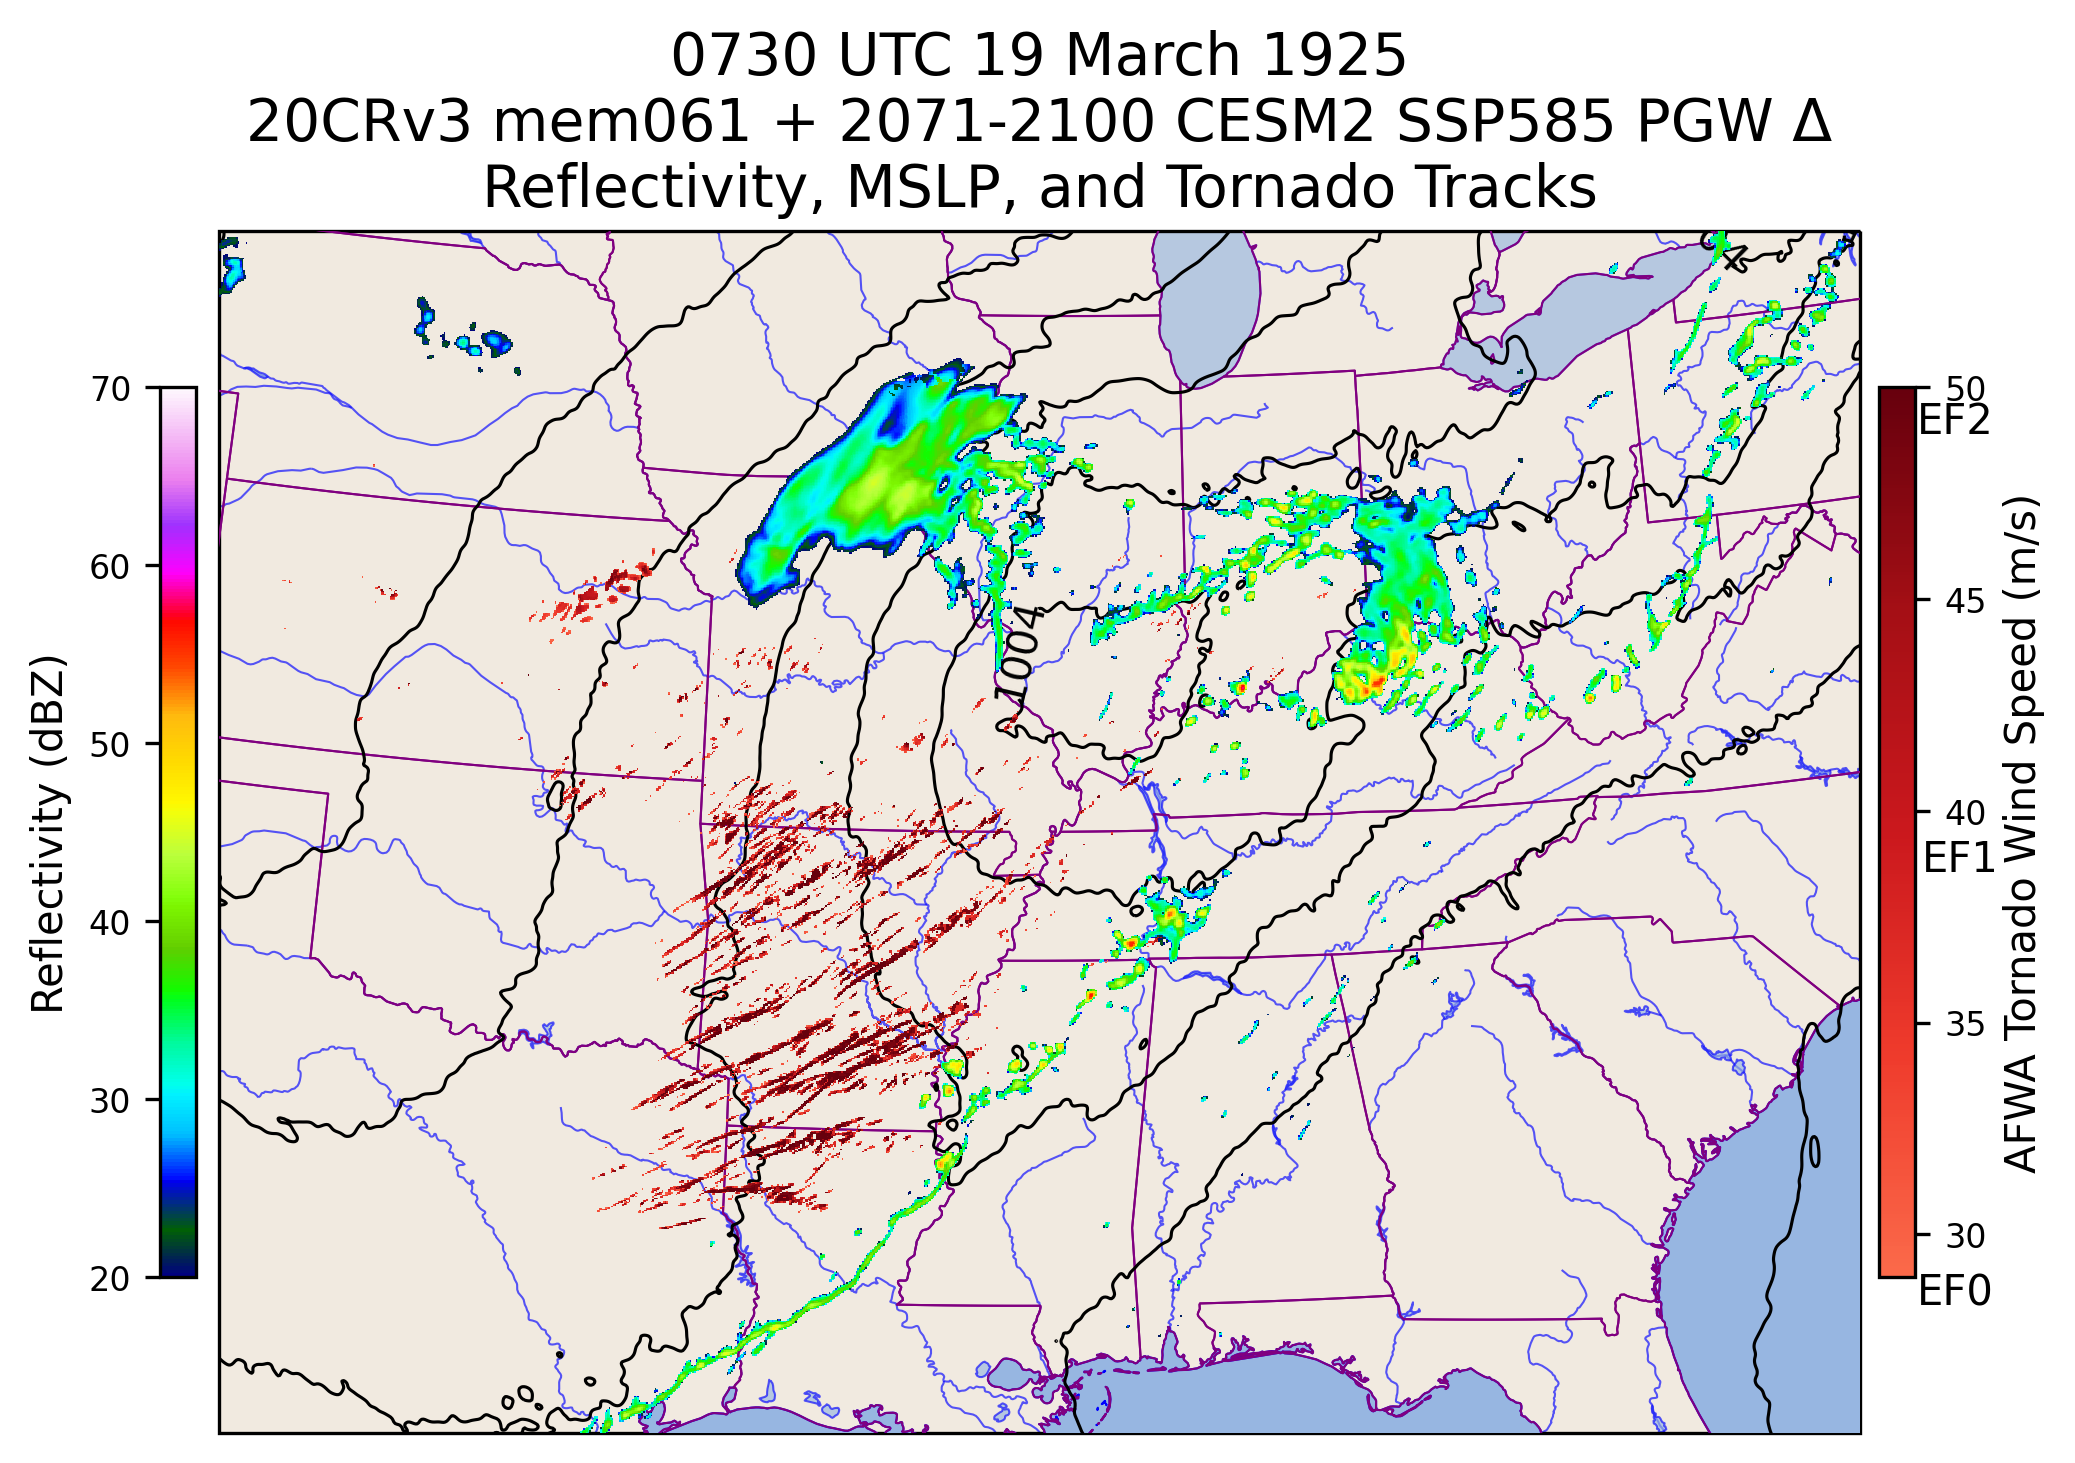 0730 UTC 19 March 1925
20CRv3 mem061 + 2071-2100 CESM2 SSP585 PGW Δ
Reflectivity, MSLP, and Tornado Tracks
Reflectivity (dBZ)
70
60
50
40
30
20
1004
50
EF2
45
40
EF1
35
30
EF0
AFWA Tornado Wind Speed (m/s)